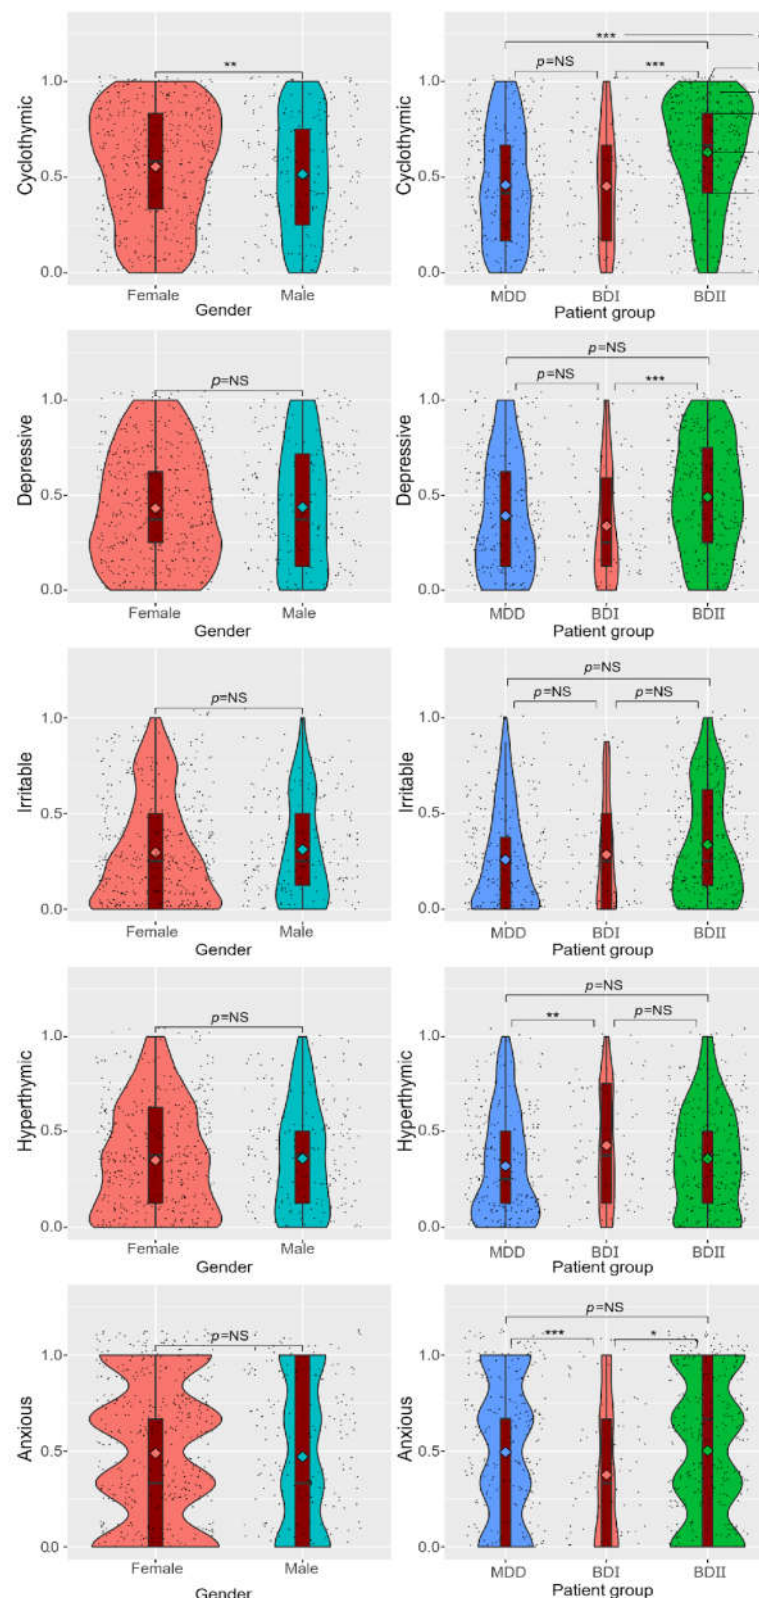 ***
**
p=NS
***
1.0
1.0
Cyclothymic
Cyclothymic
0.5
0.5
0.0
0.0
Female
Male
MDD
BDI
BDII
Gender
Patient group
p=NS
p=NS
p=NS
***
1.0
1.0
Depressive
Depressive
0.5
0.5
0.0
0.0
Female
Male
MDD
BDI
BDII
Gender
Patient group
p=NS
p=NS
p=NS
p=NS
1.0
1.0
Irritable
Irritable
0.5
0.5
0.0
0.0
Female
Male
MDD
BDI
BDII
Gender
Patient group
p=NS
p=NS
**
p=NS
1.0
1.0
Hyperthymic
Hyperthymic
0.5
0.5
0.0
0.0
Female
Male
MDD
BDI
BDII
Gender
Patient group
p=NS
p=NS
***
*
1.0
1.0
Anxious
Anxious
0.5
0.5
0.0
0.0
Female
Male
MDD
BDI
BDII
Gender
Patient group